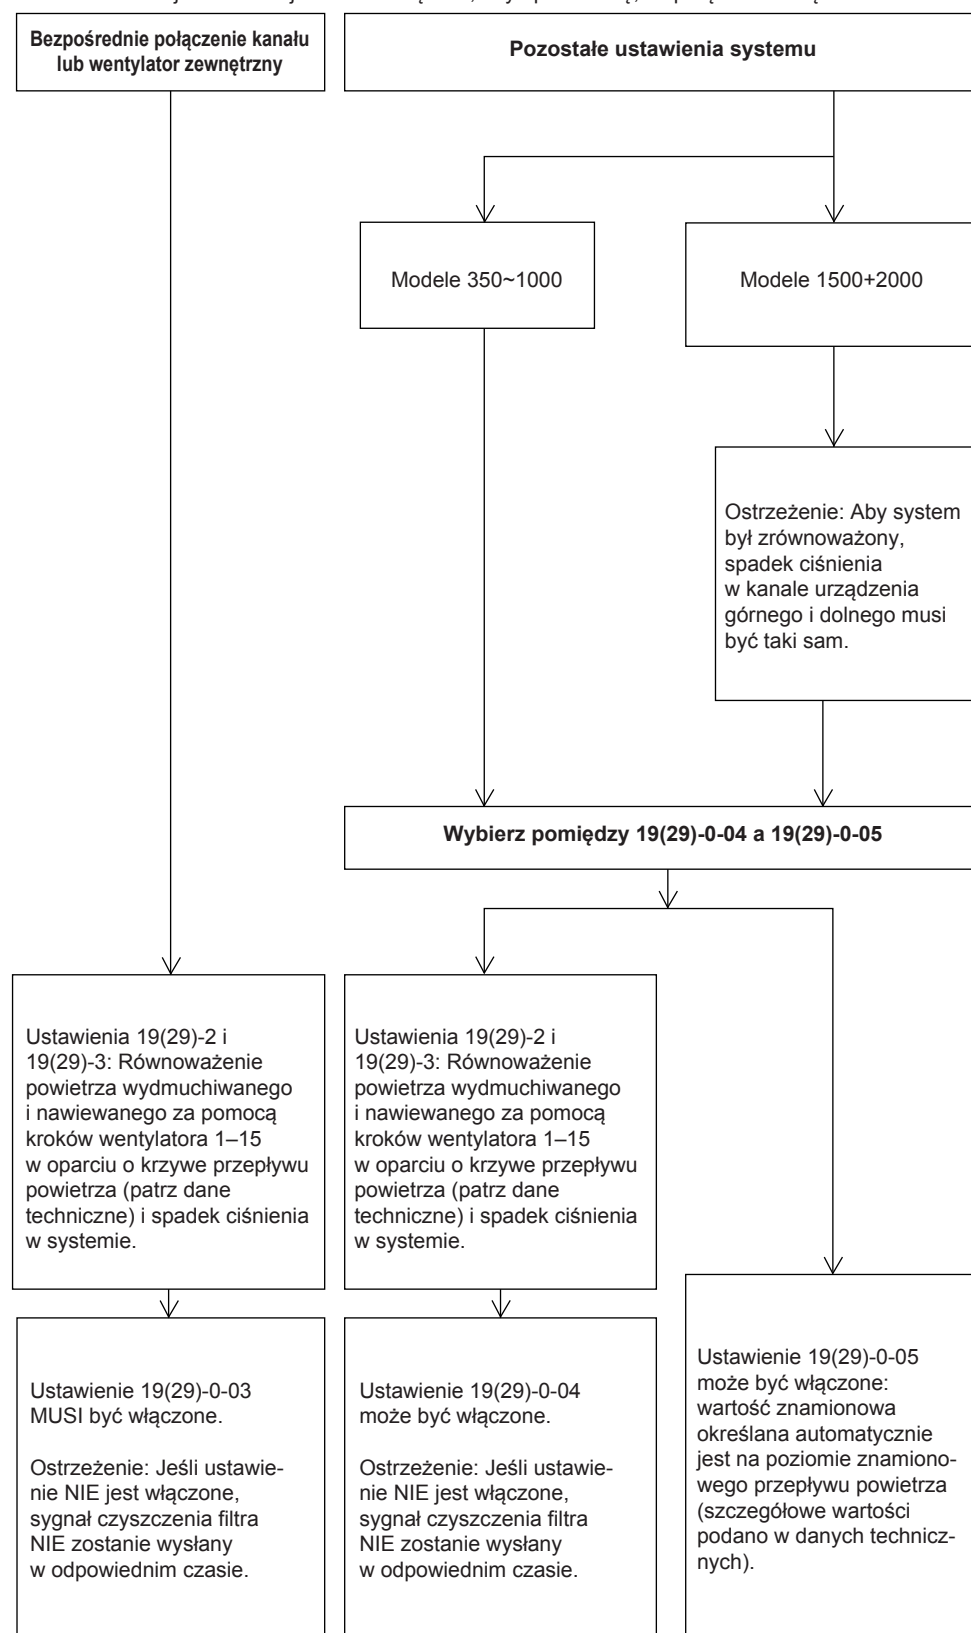 Bezpośrednie połączenie kanału
lub wentylator zewnętrzny
Pozostałe ustawienia systemu
Modele 350~1000
Modele 1500+2000
Ostrzeżenie: Aby system
był zrównoważony,
spadek ciśnienia
w kanale urządzenia
górnego i dolnego musi
być taki sam.
Wybierz pomiędzy 19(29)-0-04 a 19(29)-0-05
Ustawienia 19(29)-2 i
19(29)-3: Równoważenie
powietrza wydmuchiwanego
i nawiewanego za pomocą
kroków wentylatora 1–15
w oparciu o krzywe przepływu
powietrza (patrz dane
techniczne) i spadek ciśnienia
w systemie.
Ustawienia 19(29)-2 i
19(29)-3: Równoważenie
powietrza wydmuchiwanego
i nawiewanego za pomocą
kroków wentylatora 1–15
w oparciu o krzywe przepływu
powietrza (patrz dane
techniczne) i spadek ciśnienia
w systemie.
Ustawienie 19(29)-0-03
MUSI być włączone.
Ostrzeżenie: Jeśli ustawie-
nie NIE jest włączone,
sygnał czyszczenia filtra
NIE zostanie wysłany
w odpowiednim czasie.
Ustawienie 19(29)-0-04
może być włączone.
Ostrzeżenie: Jeśli ustawie-
nie NIE jest włączone,
sygnał czyszczenia filtra
NIE zostanie wysłany
w odpowiednim czasie.
Ustawienie 19(29)-0-05
może być włączone:
wartość znamionowa
określana automatycznie
jest na poziomie znamiono-
wego przepływu powietrza
(szczegółowe wartości
podano w danych technicz-
nych).